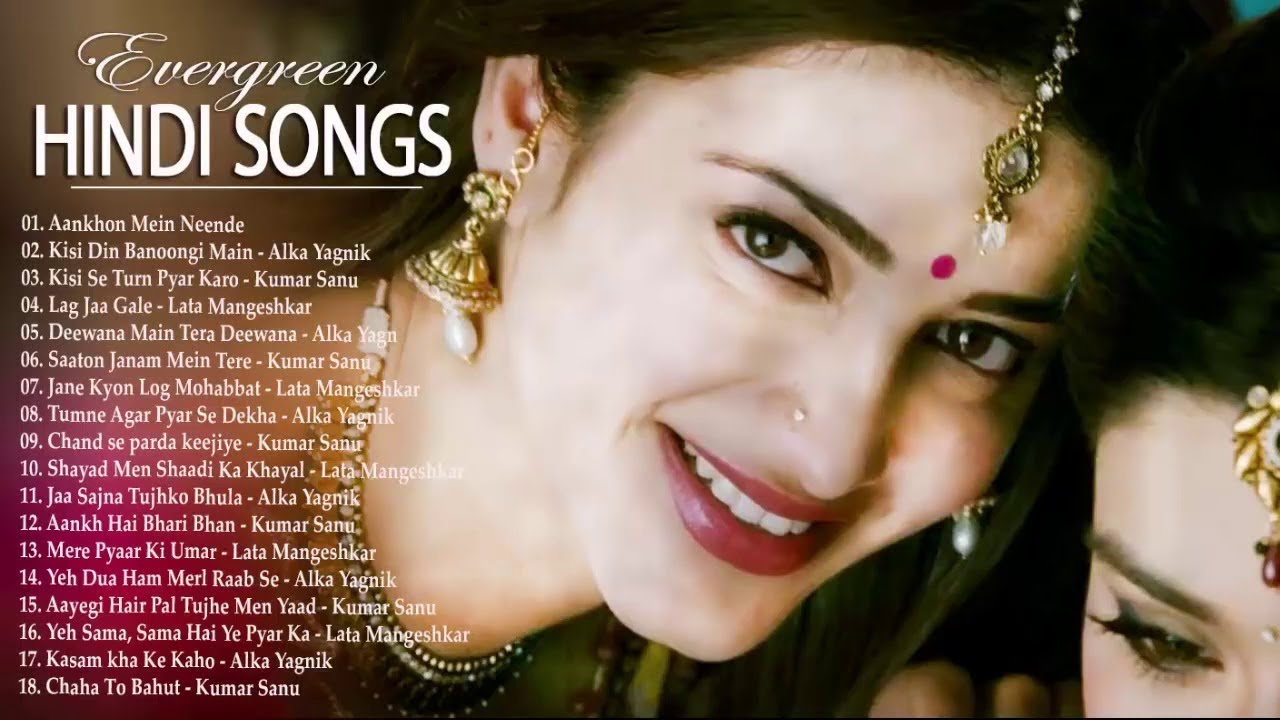 Evergreen
HINDI SONGS
01. Aankhon Mein Neende
02. Kisi Din Banoongi Main - Alka Yagnik
03. Kisi Se Turn Pyar Karo - Kumar Sanu
04. Lag Jaa Gale - Lata Mangeshkar
05. Deewana Main Tera Deewana - Alka Yagn
06. Saaton Janam Mein Tere - Kumar Sanu
07. Jane Kyon Log Mohabbat - Lata Mangeshkar
08. Tumne Agar Pyar Se Dekha - Alka Yagnik
09. Chand se parda keejiye - Kumar Sanu
10. Shayad Men Shaadi Ka Khayal - Lata Mangeshkar
11. Jaa Sajna Tujhko Bhula - Alka Yagnik
12. Aankh Hai Bhari Bhan - Kumar Sanu
13. Mere Pyaar Ki Umar - Lata Mangeshkar
14. Yeh Dua Ham Merl Raab Se - Alka Yagnik
15. Aayegi Hair Pal Tujhe Men Yaad - Kumar Sanu
16. Yeh Sama, Sama Hai Ye Pyar Ka - Lata Mangeshkar
17. Kasam kha Ke Kaho - Alka Yagnik
18. Chaha To Bahut - Kumar Sanu